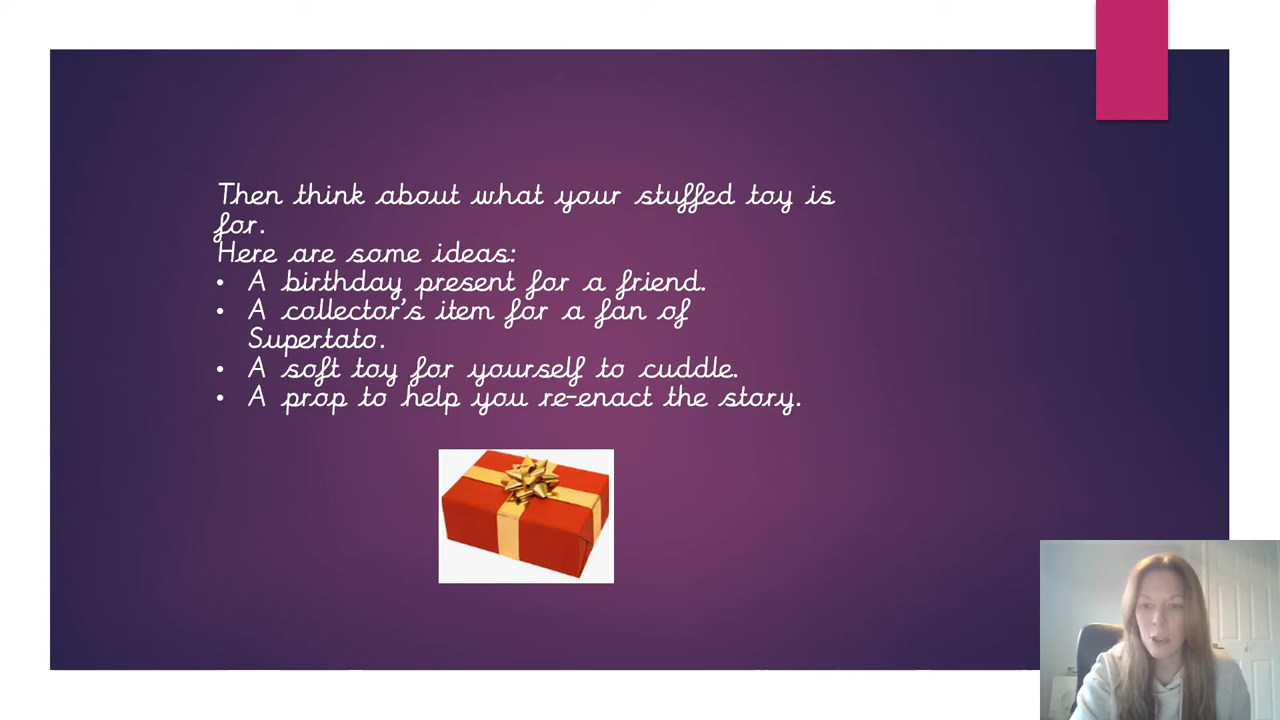 Then think about what your stuffed toy is
for.
Here are some ideas:
• A birthday present for a friend.
• A collector's item for a fan of
Supertato.
• A soft toy for yourself to cuddle.
• A prop to help you re-enact the story.